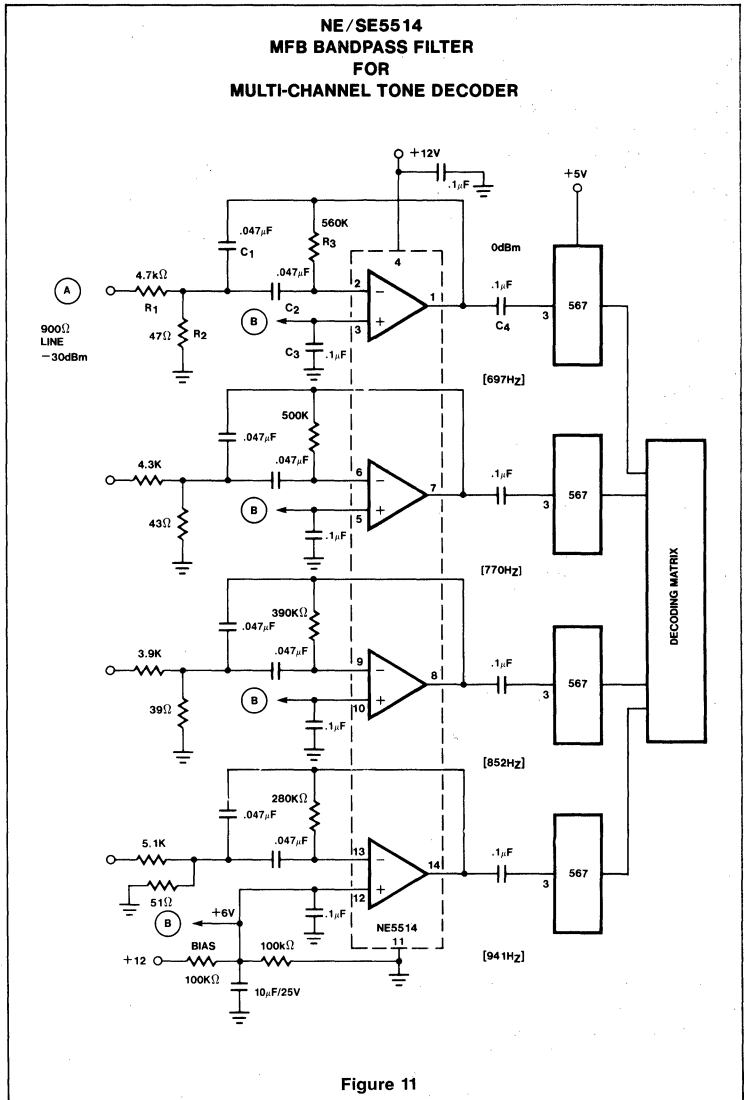 NE/SE5514
MFB BANDPASS FILTER
FOR
MULTI-CHANNEL TONE DECODER
+12V
.1μF
+5V
.047μF
C1
560K
R3
4
0dBm
A
4.7kΩ
R1
.047μF
C2
2
−
1
.1μF
C4
3
567
900Ω
LINE
−30dBm
47Ω
R2
B
3
+
C3
.1μF
[697Hz]
500K
.047μF
4.3K
.047μF
6
−
7
.1μF
3
567
43Ω
B
5
+
.1μF
[770Hz]
DECODING MATRIX
390KΩ
.047μF
3.9K
.047μF
9
−
8
.1μF
3
567
39Ω
B
10
+
.1μF
[852Hz]
280KΩ
.047μF
5.1K
.047μF
13
−
14
.1μF
3
567
51Ω
12
+
B
+6V
.1μF
NE5514
11
[941Hz]
+12
BIAS
100KΩ
100kΩ
10μF/25V
Figure 11